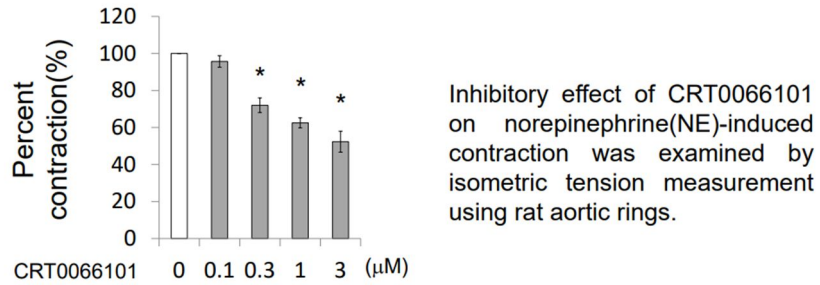 120
100
80
60
40
20
0
Percent
contraction(%)
* * *
CRT0066101 0 0.1 0.3 1 3 (μM)
Inhibitory effect of CRT0066101
on norepinephrine(NE)-induced
contraction was examined by
isometric tension measurement
using rat aortic rings.